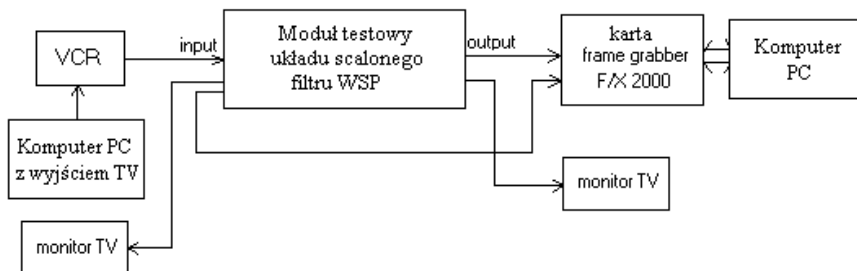 VCR
input
Moduł testowy
układu scalonego
filtru WSP
output
karta
frame grabber
F/X 2000
Komputer
PC
Komputer PC
z wyjściem TV
monitor TV
monitor TV